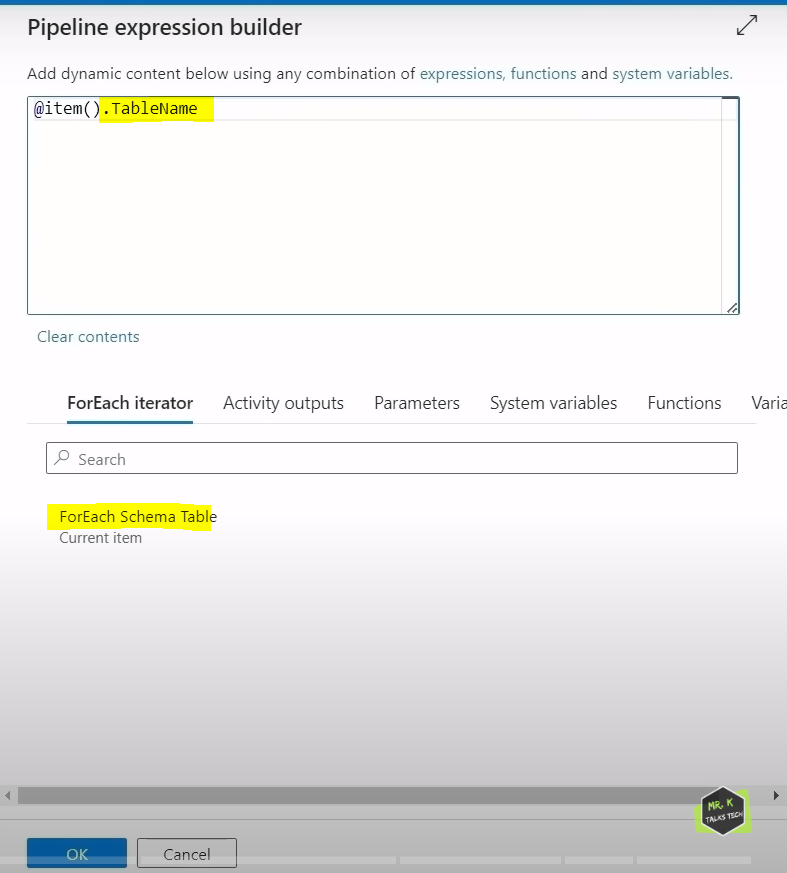 Pipeline expression builder
Add dynamic content below using any combination of expressions, functions and system variables.
@item().TableName
Clear contents
ForEach iterator Activity outputs Parameters System variables Functions Varia
Search
ForEach Schema Table
Current item
MR. K
TALKS TECH
OK Cancel